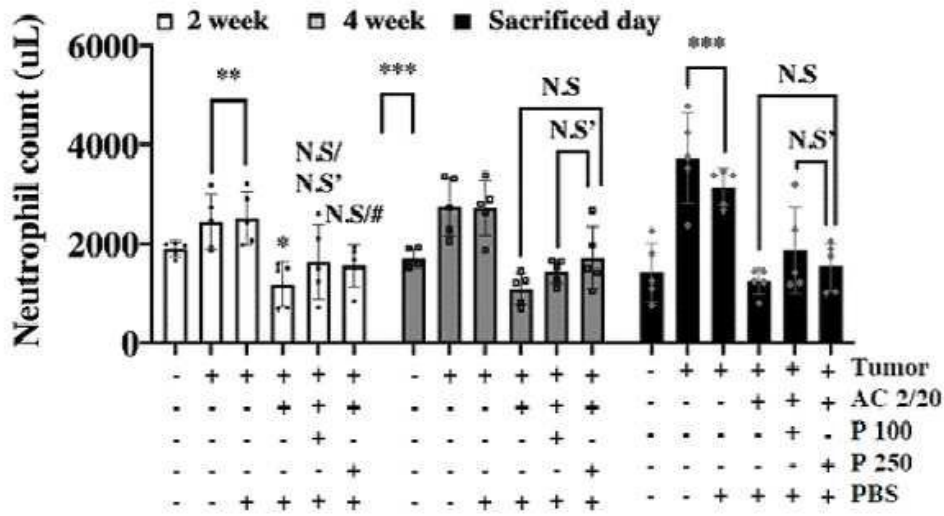 2 week 4 week Sacrificed day
Neutrophil count (uL)
6000
4000
2000
0
**
*
N.S/
N.S’
N.S/#
***
N.S
N.S’
***
N.S
N.S’
- + + + + + - + + + + + - + + + + + Tumor
- - - + + + - - - + + + - - - + + + AC 2/20
- - - - + - - - - - + - - - - - + - P 100
- - - - - + - - - - - + - - - - - + P 250
- - + + + + - - + + + + - - + + + + PBS